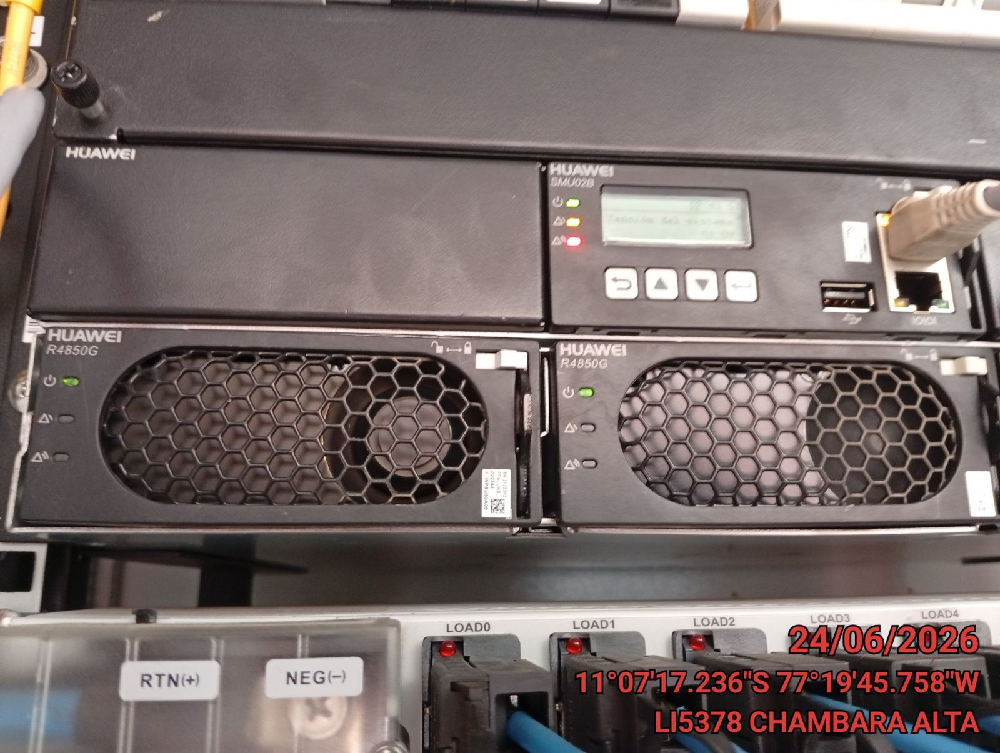 HUAWEI
HUAWEI
SMU02B
Tensión del sistema
HUAWEI
R4850G
HUAWEI
R4850G
LOAD0
LOAD1
LOAD2
LOAD3
LOAD4
RTN(+)
NEG(−)
24/06/2026
11°07'17.236"S 77°19'45.758"W
LI5378 CHAMBARA ALTA